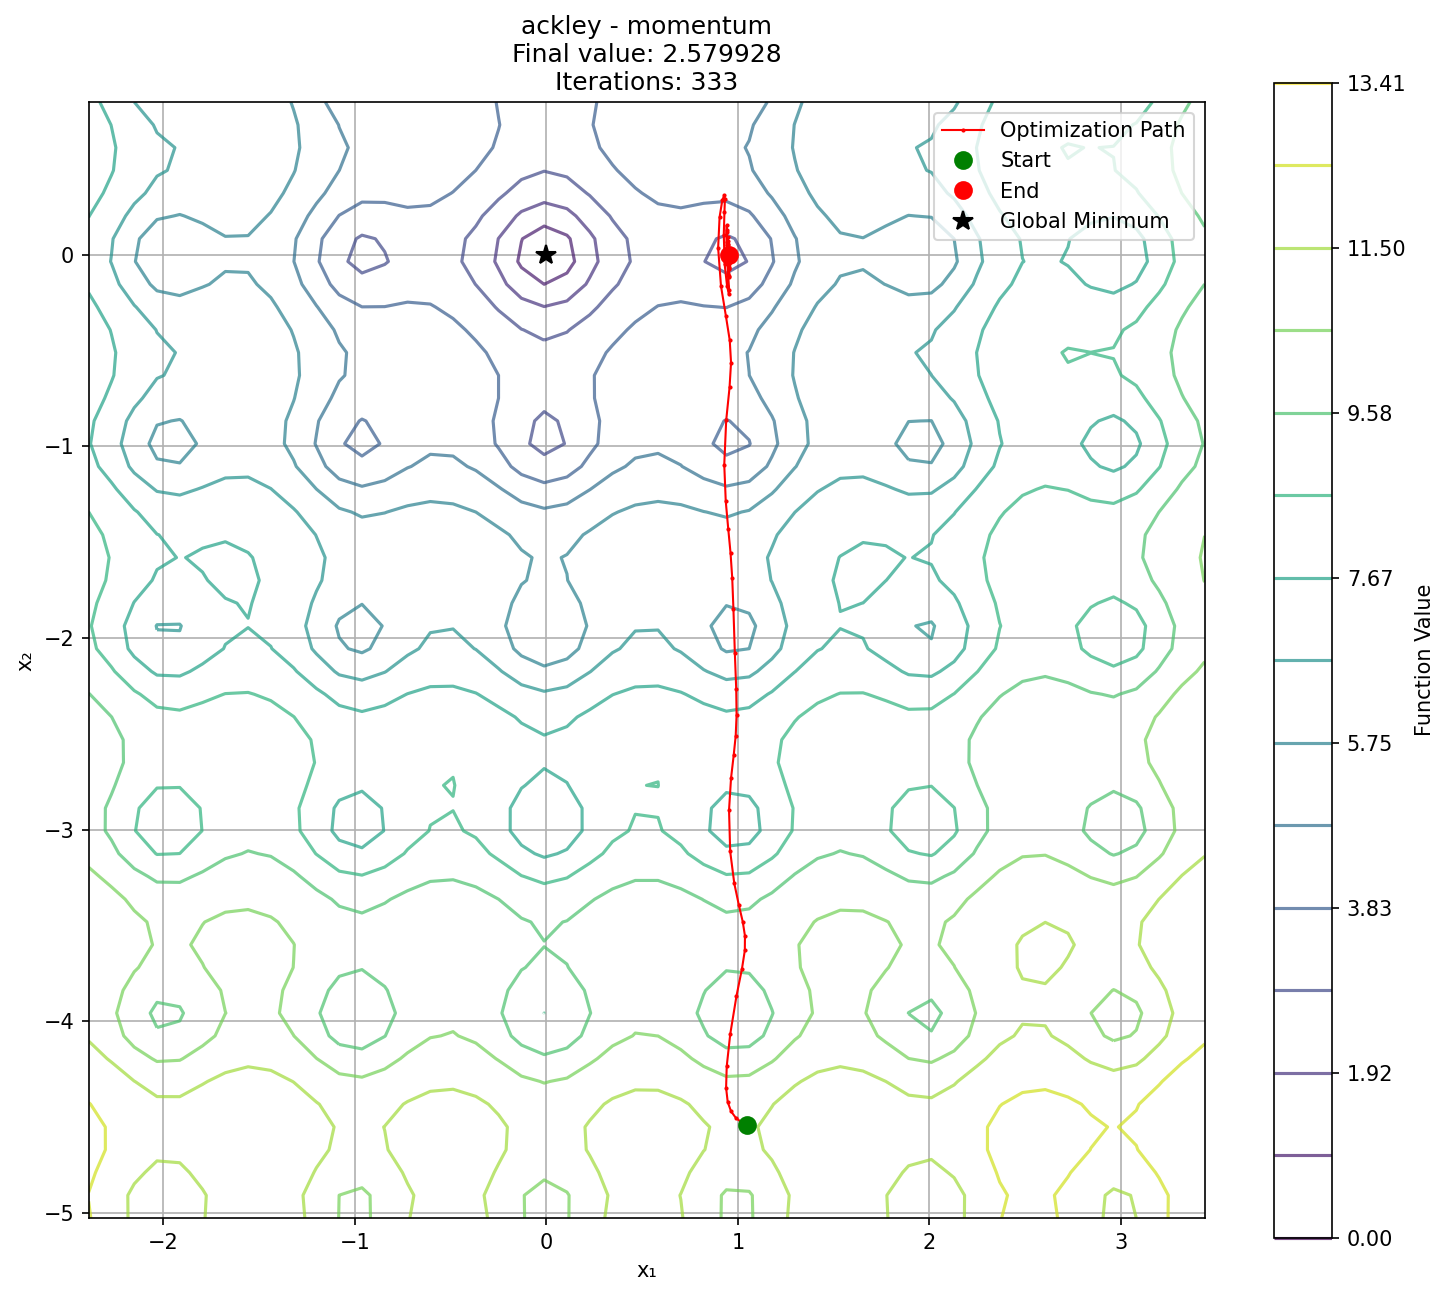 ackley - momentum
Final value: 2.579928
Iterations: 333
Optimization Path
Start
End
Global Minimum
0
−1
−2
−3
−4
−5
x₂
−2
−1
0
1
2
3
x₁
13.41
11.50
9.58
7.67
5.75
3.83
1.92
0.00
Function Value